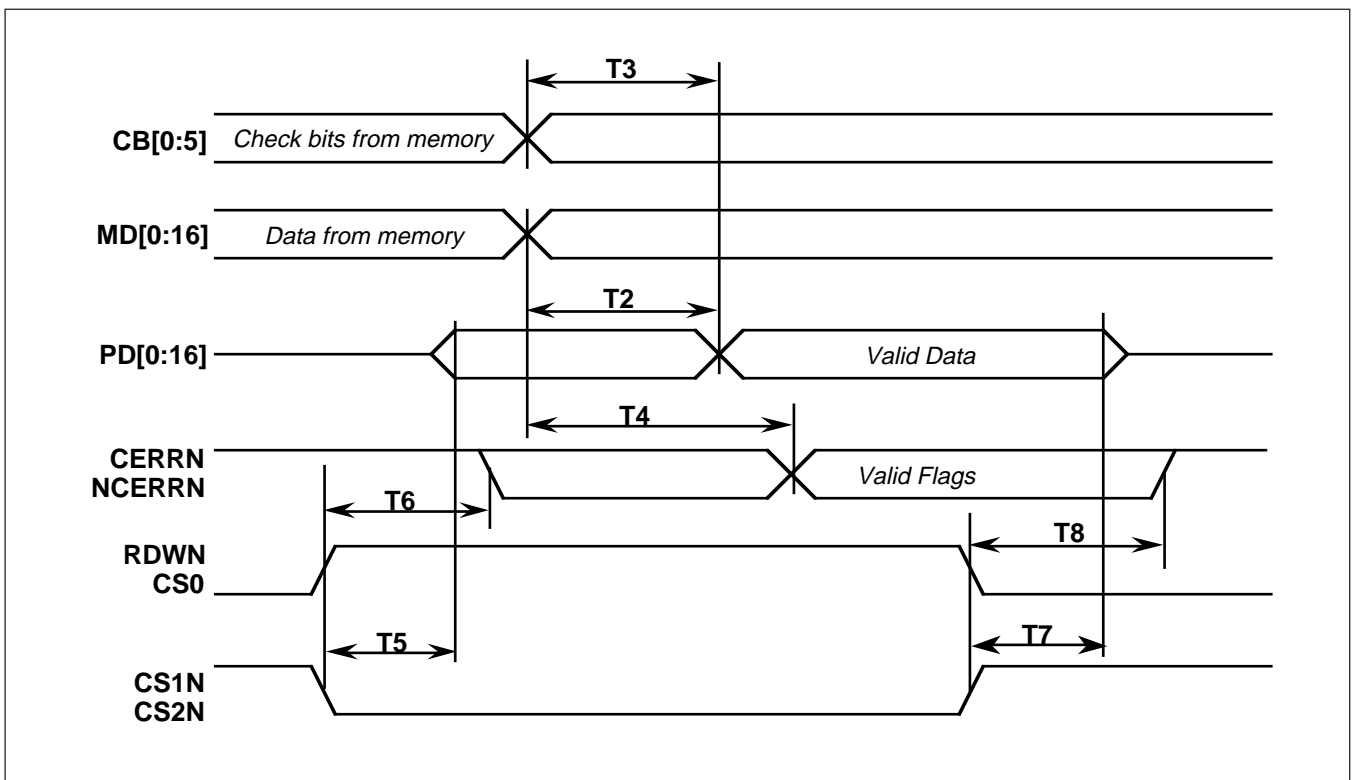 T3
CB[0:5]
Check bits from memory
MD[0:16]
Data from memory
T2
PD[0:16]
Valid Data
T4
CERRN
NCERRN
Valid Flags
T6
T8
RDWN
CS0
T5
T7
CS1N
CS2N